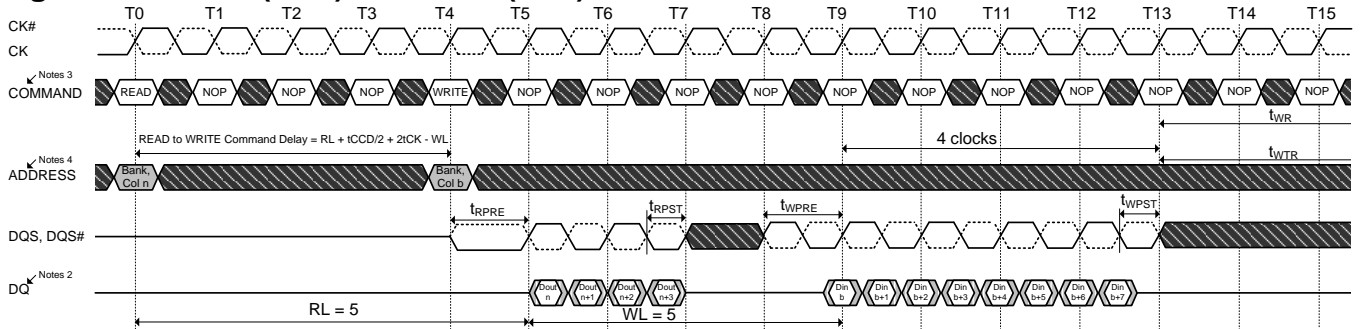 T0 T1 T2 T3 T4 T5 T6 T7 T8 T9 T10 T11 T12 T13 T14 T15
CK#
CK
Notes 3
COMMAND
READ NOP NOP NOP WRITE NOP NOP NOP NOP NOP NOP NOP NOP NOP NOP NOP
READ to WRITE Command Delay = RL + tCCD/2 + 2tCK - WL
4 clocks
tWR
tWTR
Notes 4
ADDRESS
Bank, Col n
Bank, Col b
tRPRE
tRPST
tWPRE
tWPST
DQS, DQS#
Notes 2
DQ
Dout n
Dout n+1
Dout n+2
Dout n+3
Din b
Din b+1
Din b+2
Din b+3
Din b+4
Din b+5
Din b+6
Din b+7
RL = 5
WL = 5